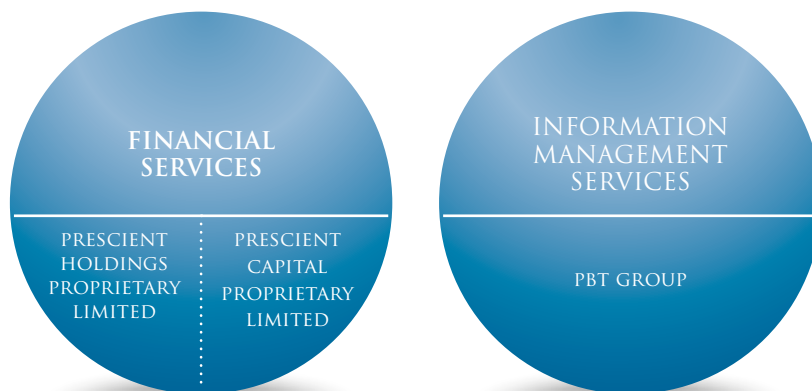 FINANCIAL
SERVICES
PRESCIENT
HOLDINGS
PROPRIETARY
LIMITED
PRESCIENT
CAPITAL
PROPRIETARY
LIMITED
INFORMATION
MANAGEMENT
SERVICES
PBT GROUP